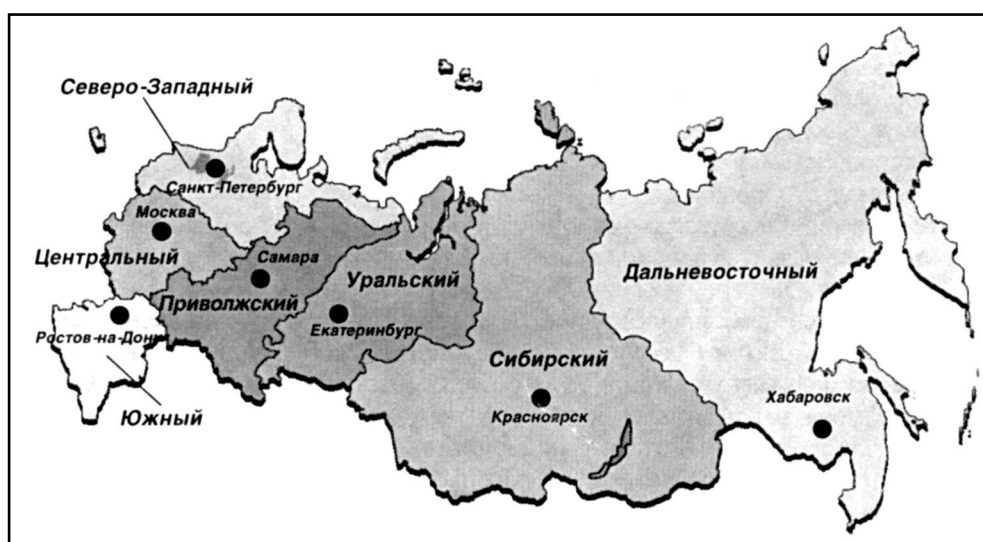 Северо-Западный
Санкт-Петербург
Москва
Центральный
Самара
Уральский
Дальневосточный
Приволжский
Екатеринбург
Ростов-на-Дону
Сибирский
Хабаровск
Южный
Красноярск